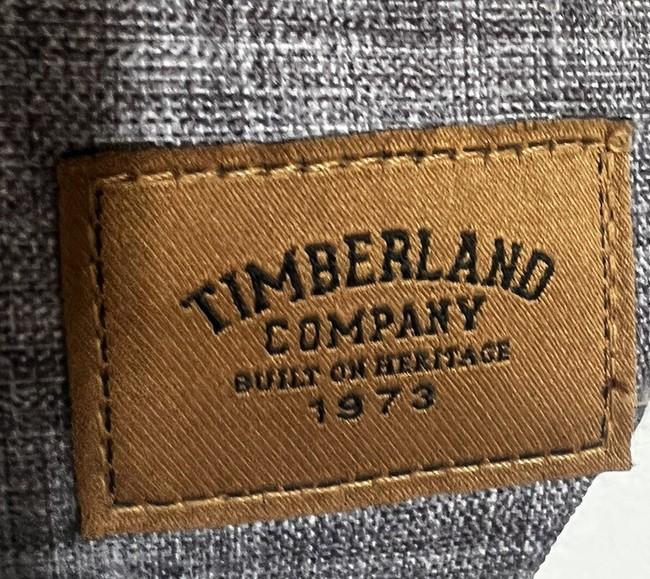 TIMBERLAND
COMPANY
BUILT ON HERITAGE
1973